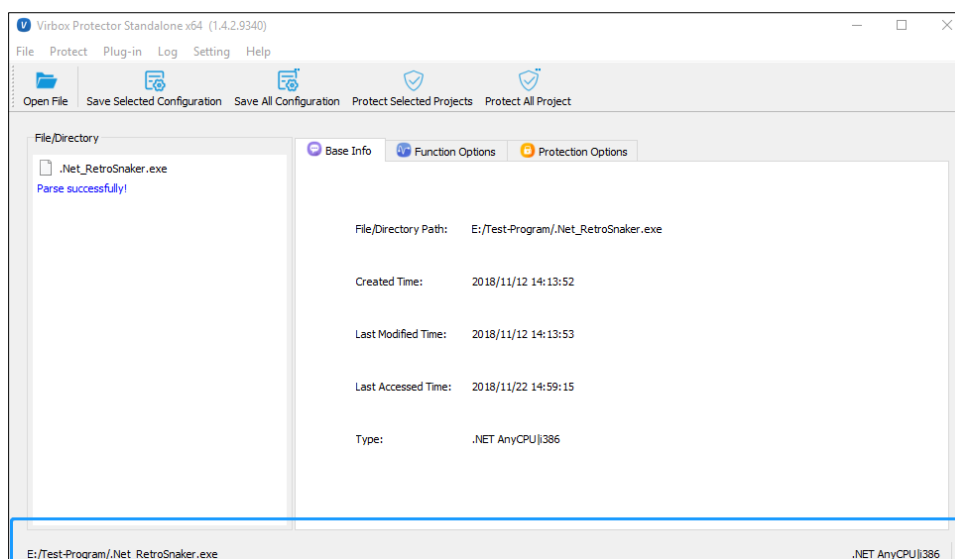 Virbox Protector Standalone x64 (1.4.2.9340)
File Protect Plug-in Log Setting Help
Open File Save Selected Configuration Save All Configuration Protect Selected Projects Protect All Project
File/Directory
.Net_RetroSnaker.exe
Parse successfully!
Base Info Function Options Protection Options
File/Directory Path: E:/Test-Program/.Net_RetroSnaker.exe
Created Time: 2018/11/12 14:13:52
Last Modified Time: 2018/11/12 14:13:53
Last Accessed Time: 2018/11/22 14:59:15
Type: .NET AnyCPU|i386
E:/Test-Program/.Net_RetroSnaker.exe .NET AnyCPU|i386